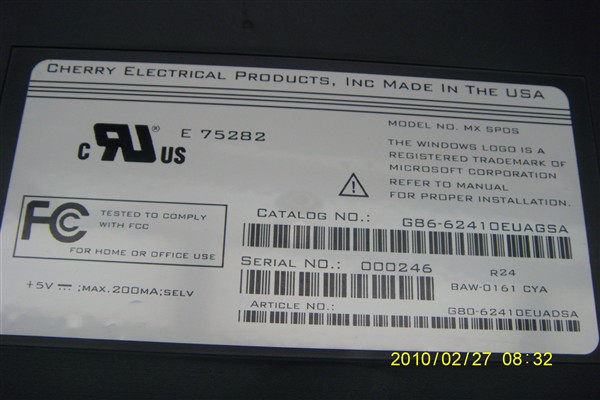 CHERRY ELECTRICAL PRODUCTS, INC MADE IN THE USA
MODEL NO. MX SPOS
c RU ® US
E 75282
THE WINDOWS LOGO IS A
REGISTERED TRADEMARK OF
MICROSOFT CORPORATION
REFER TO MANUAL
FOR PROPER INSTALLATION
!
FC
TESTED TO COMPLY
WITH FCC
FOR HOME OR OFFICE USE
CATALOG NO.: G86-62410EUAGSA
SERIAL NO.: 000246
R24
BAW-0161 CYA
+5V ⎓ ;MAX.200MA;SELV
ARTICLE NO.: G80-62410EUADSA
2010/02/27 08:32